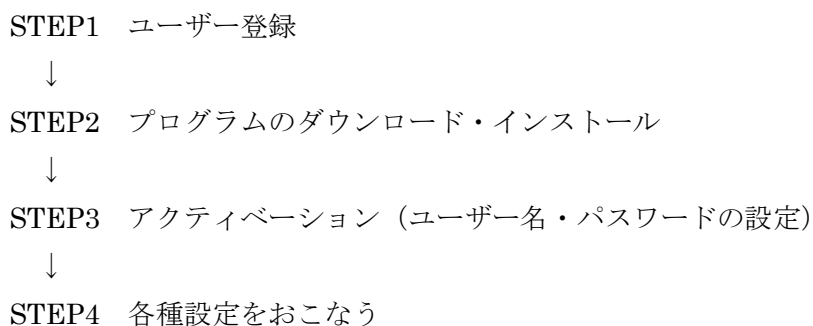 STEP1　ユーザー登録
↓
STEP2　プログラムのダウンロード・インストール
↓
STEP3　アクティベーション（ユーザー名・パスワードの設定）
↓
STEP4　各種設定をおこなう